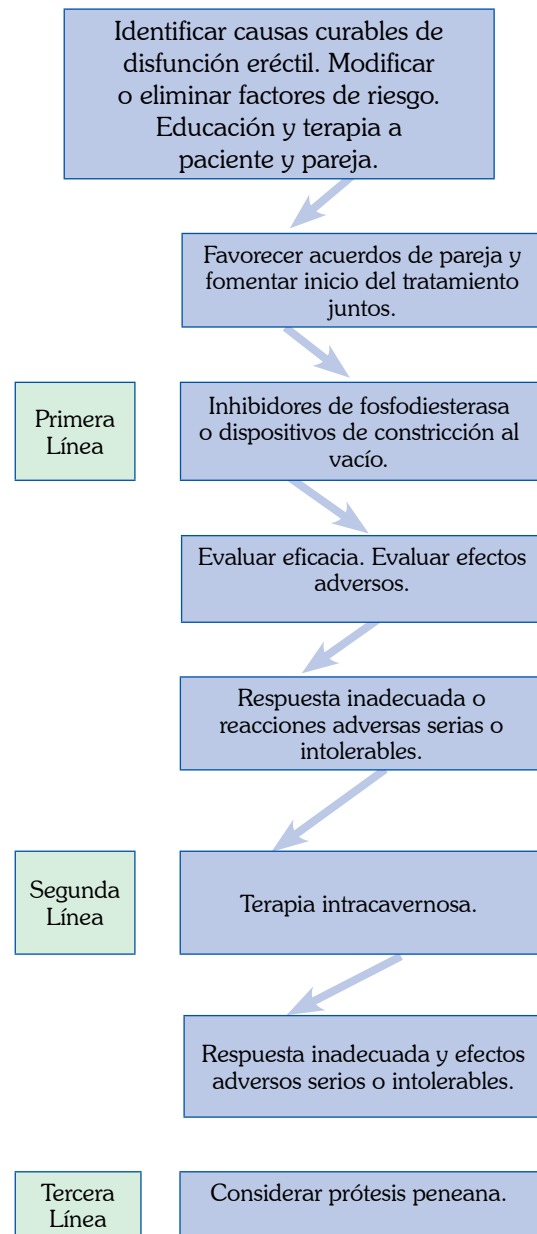 Identificar causas curables de
disfunción eréctil. Modificar
o eliminar factores de riesgo.
Educación y terapia a
paciente y pareja.
Favorecer acuerdos de pareja y
fomentar inicio del tratamiento
juntos.
Primera
Línea
Inhibidores de fosfodiesterasa
o dispositivos de constricción al
vacío.
Evaluar eficacia. Evaluar efectos
adversos.
Respuesta inadecuada o
reacciones adversas serias o
intolerables.
Segunda
Línea
Terapia intracavernosa.
Respuesta inadecuada y efectos
adversos serios o intolerables.
Tercera
Línea
Considerar prótesis peneana.